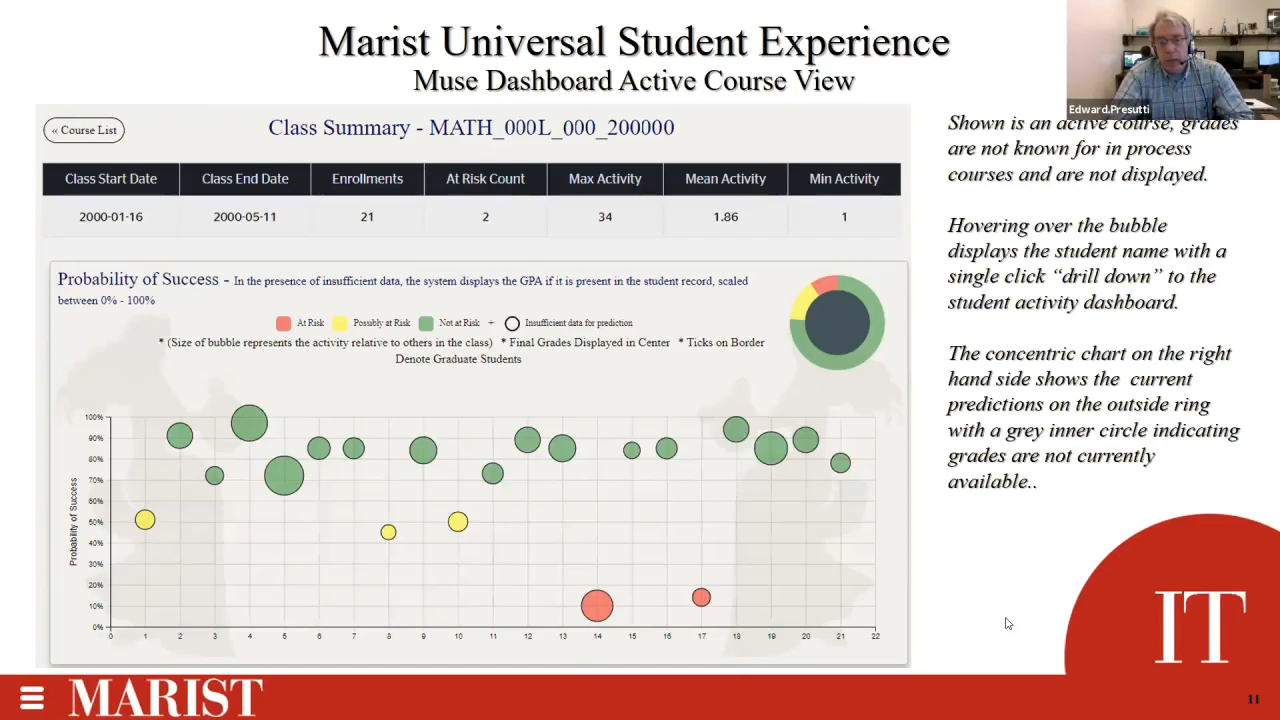 Marist Universal Student Experience
Muse Dashboard Active Course View
Edward.Presutti
« Course List
Class Summary - MATH_000L_000_200000
Class Start Date Class End Date Enrollments At Risk Count Max Activity Mean Activity Min Activity
2000-01-16 2000-05-11 21 2 34 1.86 1
Probability of Success - In the presence of insufficient data, the system displays the GPA if it is present in the student record, scaled
between 0% - 100%
At Risk Possibly at Risk Not at Risk + Insufficient data for prediction
* (Size of bubble represents the activity relative to others in the class) * Final Grades Displayed in Center * Ticks on Border
Denote Graduate Students
100%
90%
80%
70%
60%
50%
40%
30%
20%
10%
0%
Probability of Success
0 1 2 3 4 5 6 7 8 9 10 11 12 13 14 15 16 17 18 19 20 21 22
Shown is an active course, grades
are not known for in process
courses and are not displayed.
Hovering over the bubble
displays the student name with a
single click “drill down” to the
student activity dashboard.
The concentric chart on the right
hand side shows the current
predictions on the outside ring
with a grey inner circle indicating
grades are not currently
available..
IT
MARIST
11